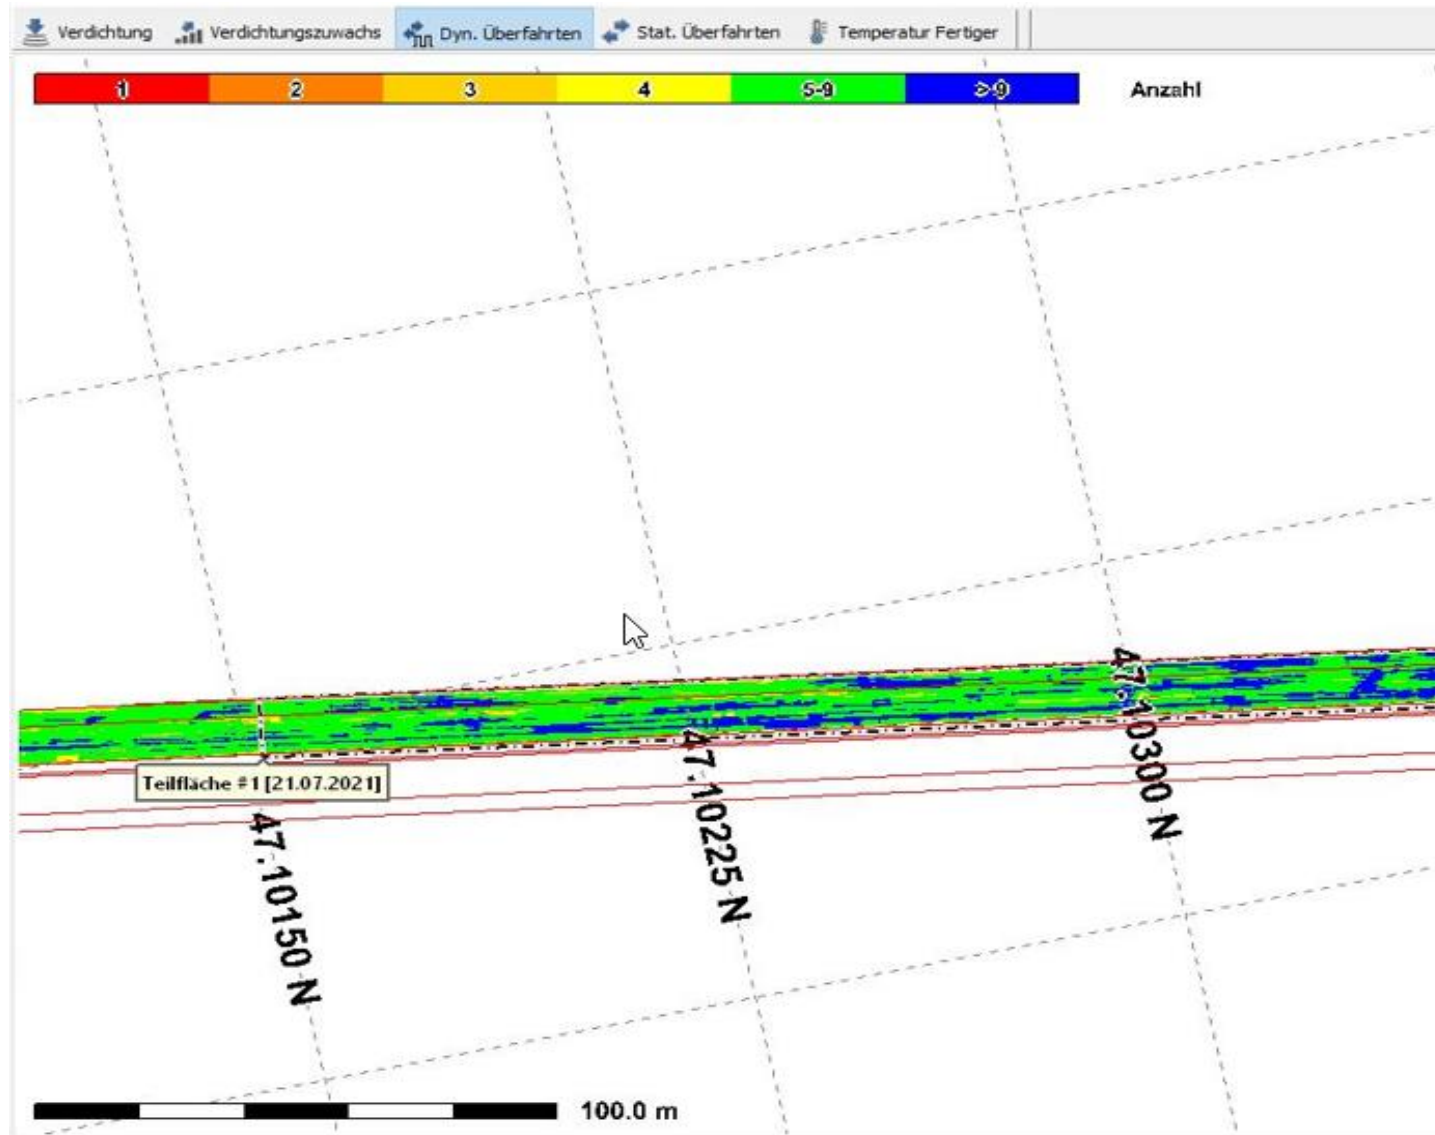 Verdichtung Verdichtungszuwachs Dyn. Überfahrten Stat. Überfahrten Temperatur Fertiger
1 2 3 4 5-9 >-9 Anzahl
Teilfläche #1 [21.07.2021]
47.10150 N
47.10225 N
47.10300 N
100.0 m